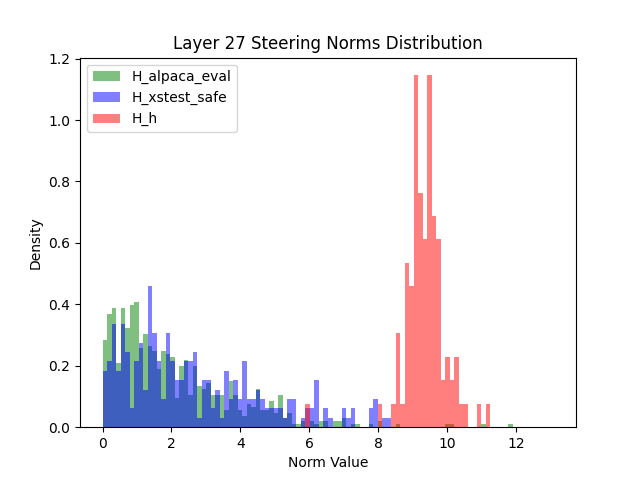 Layer 27 Steering Norms Distribution
H_alpaca_eval
H_xstest_safe
H_h
Density
1.2
1.0
0.8
0.6
0.4
0.2
0.0
0 2 4 6 8 10 12
Norm Value